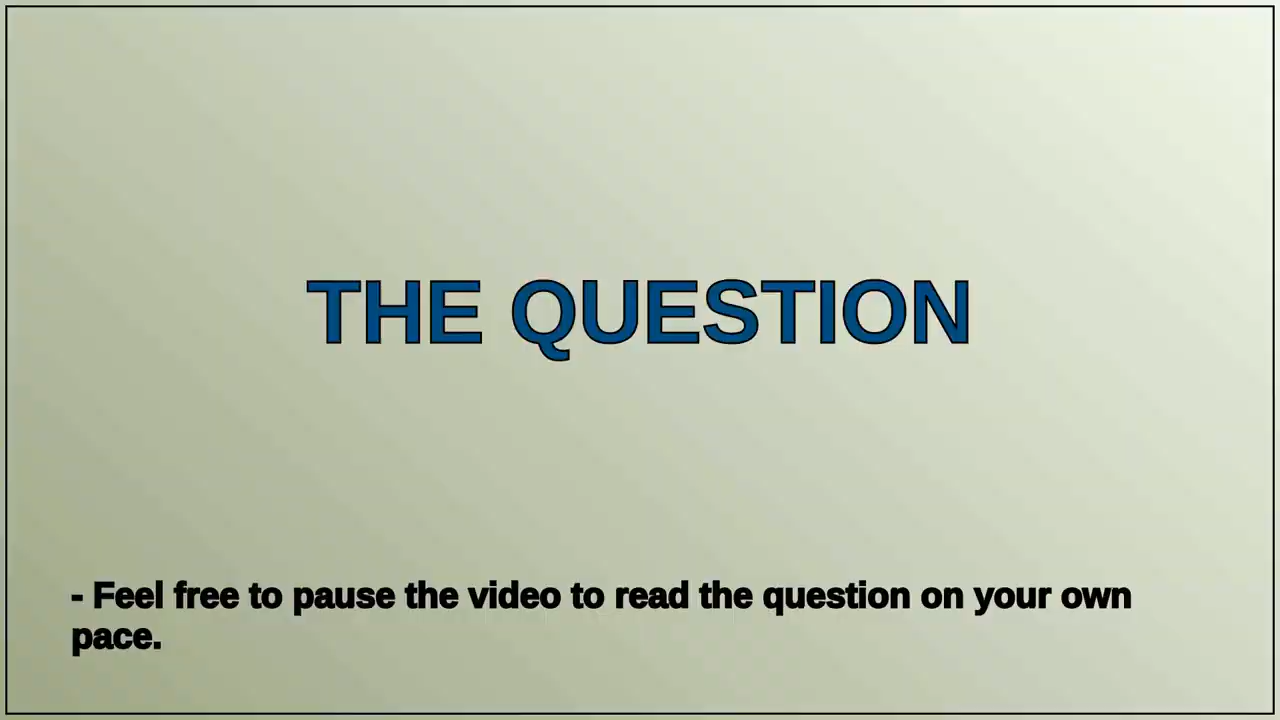 THE QUESTION
- Feel free to pause the video to read the question on your own
pace.